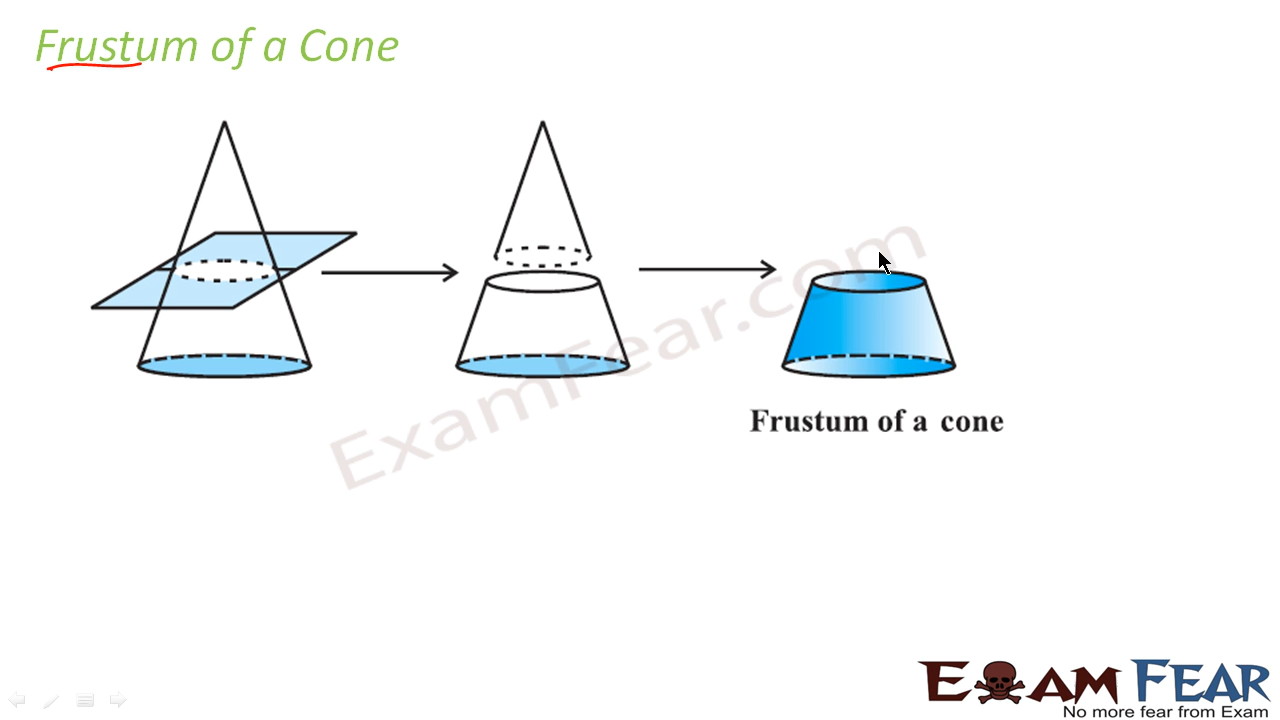 Frustum of a Cone
ExamFear.com
Frustum of a cone
EXAM FEAR
No more fear from Exam